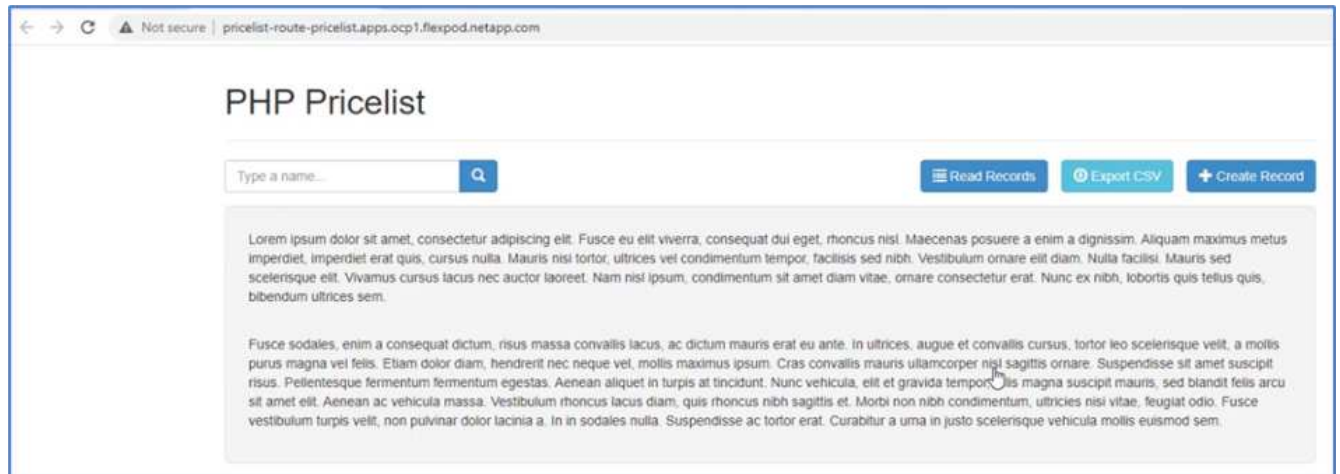 Not secure | pricelist-route-pricelist.apps.ocp1.flexpod.netapp.com
PHP Pricelist
Type a name...
Read Records
Export CSV
Create Record
Lorem ipsum dolor sit amet, consectetur adipiscing elit. Fusce eu elit viverra, consequat dui eget, rhoncus nisl. Maecenas posuere a enim a dignissim. Aliquam maximus metus
imperdiet, imperdiet erat quis, cursus nulla. Mauris nisi tortor, ultrices vel condimentum tempor, facilisis sed nibh. Vestibulum ornare elit diam. Nulla facilisi. Mauris sed
scelerisque elit. Vivamus cursus lacus nec auctor laoreet. Nam nisl ipsum, condimentum sit amet diam vitae, ornare consectetur erat. Nunc ex nibh, lobortis quis tellus quis,
bibendum ultrices sem.
Fusce sodales, enim a consequat dictum, risus massa convallis lacus, ac dictum mauris erat eu ante. In ultrices, augue et convallis cursus, tortor leo scelerisque velit, a mollis
purus magna vel felis. Etiam dolor diam, hendrerit nec neque vel, mollis maximus ipsum. Cras convallis mauris ullamcorper nisl sagittis ornare. Suspendisse sit amet suscipit
risus. Pellentesque fermentum fermentum egestas. Aenean aliquet in turpis at tincidunt. Nunc vehicula, elit et gravida tempor, magna suscipit mauris, sed blandit felis arcu
sit amet elit. Aenean ac vehicula massa. Vestibulum rhoncus lacus diam, quis rhoncus nibh sagittis et. Morbi non nibh condimentum, ultricies nisi vitae, feugiat odio. Fusce
vestibulum turpis velit, non pulvinar dolor lacinia a. In in sodales nulla. Suspendisse ac tortor erat. Curabitur a urna in justo scelerisque vehicula mollis euismod sem.